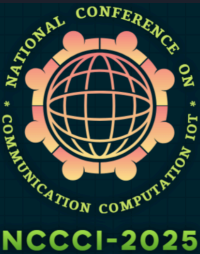 * NATIONAL CONFERENCE ON *
COMMUNICATION COMPUTATION IOT
NCCCI-2025